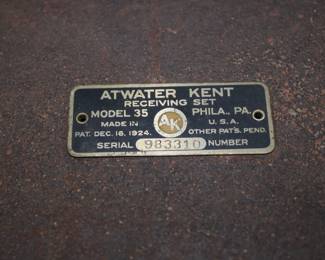 ATWATER KENT
RECEIVING SET
MODEL 35 PHILA., PA.
MADE IN AK U.S.A.
PAT. DEC. 16, 1924. OTHER PAT'S. PEND.
SERIAL 983310 NUMBER